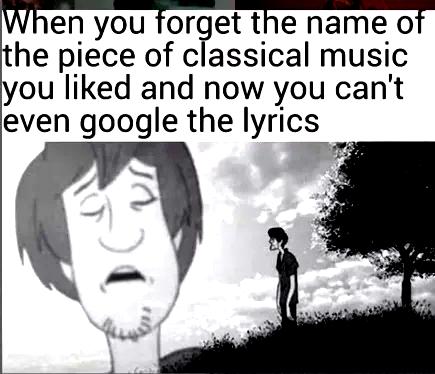 When you forget the name of
the piece of classical music
you liked and now you can't
even google the lyrics